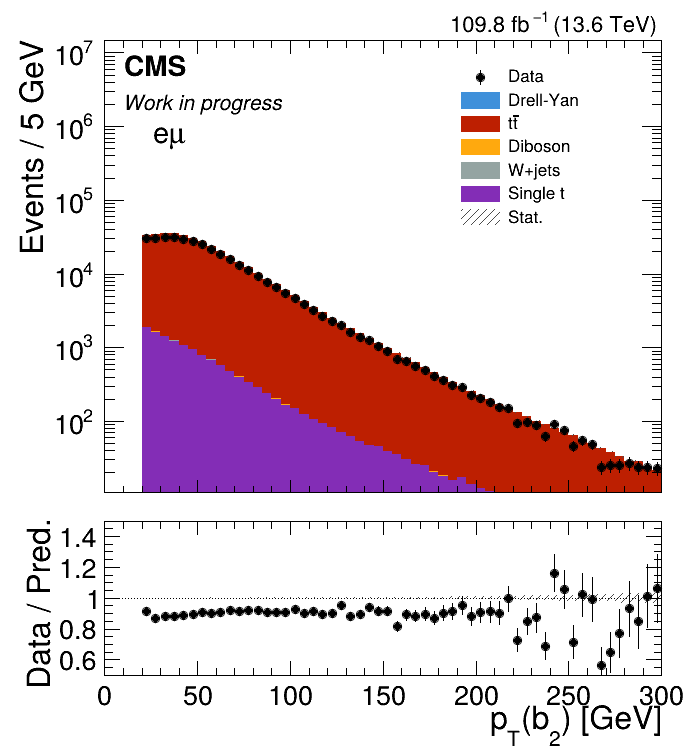 109.8 fb⁻¹ (13.6 TeV)
CMS
Work in progress
eμ
Data
Drell-Yan
tt̄
Diboson
W+jets
Single t
Stat.
Events / 5 GeV
10⁷
10⁶
10⁵
10⁴
10³
10²
Data / Pred.
1.4
1.2
1
0.8
0.6
0 50 100 150 200 250 300
p_T(b₂) [GeV]